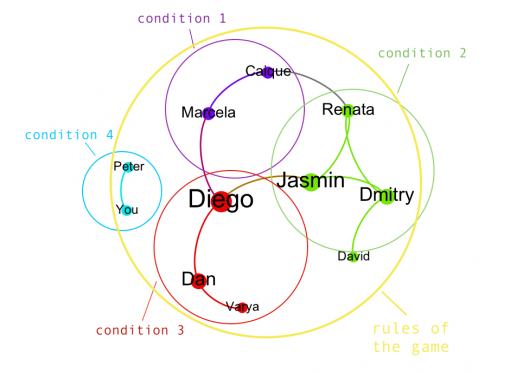 condition 1
condition 2
Caique
Marcela
Renata
condition 4
Peter
You
Jasmin
Diego
Dmitry
David
Dan
Varya
condition 3
rules of
the game